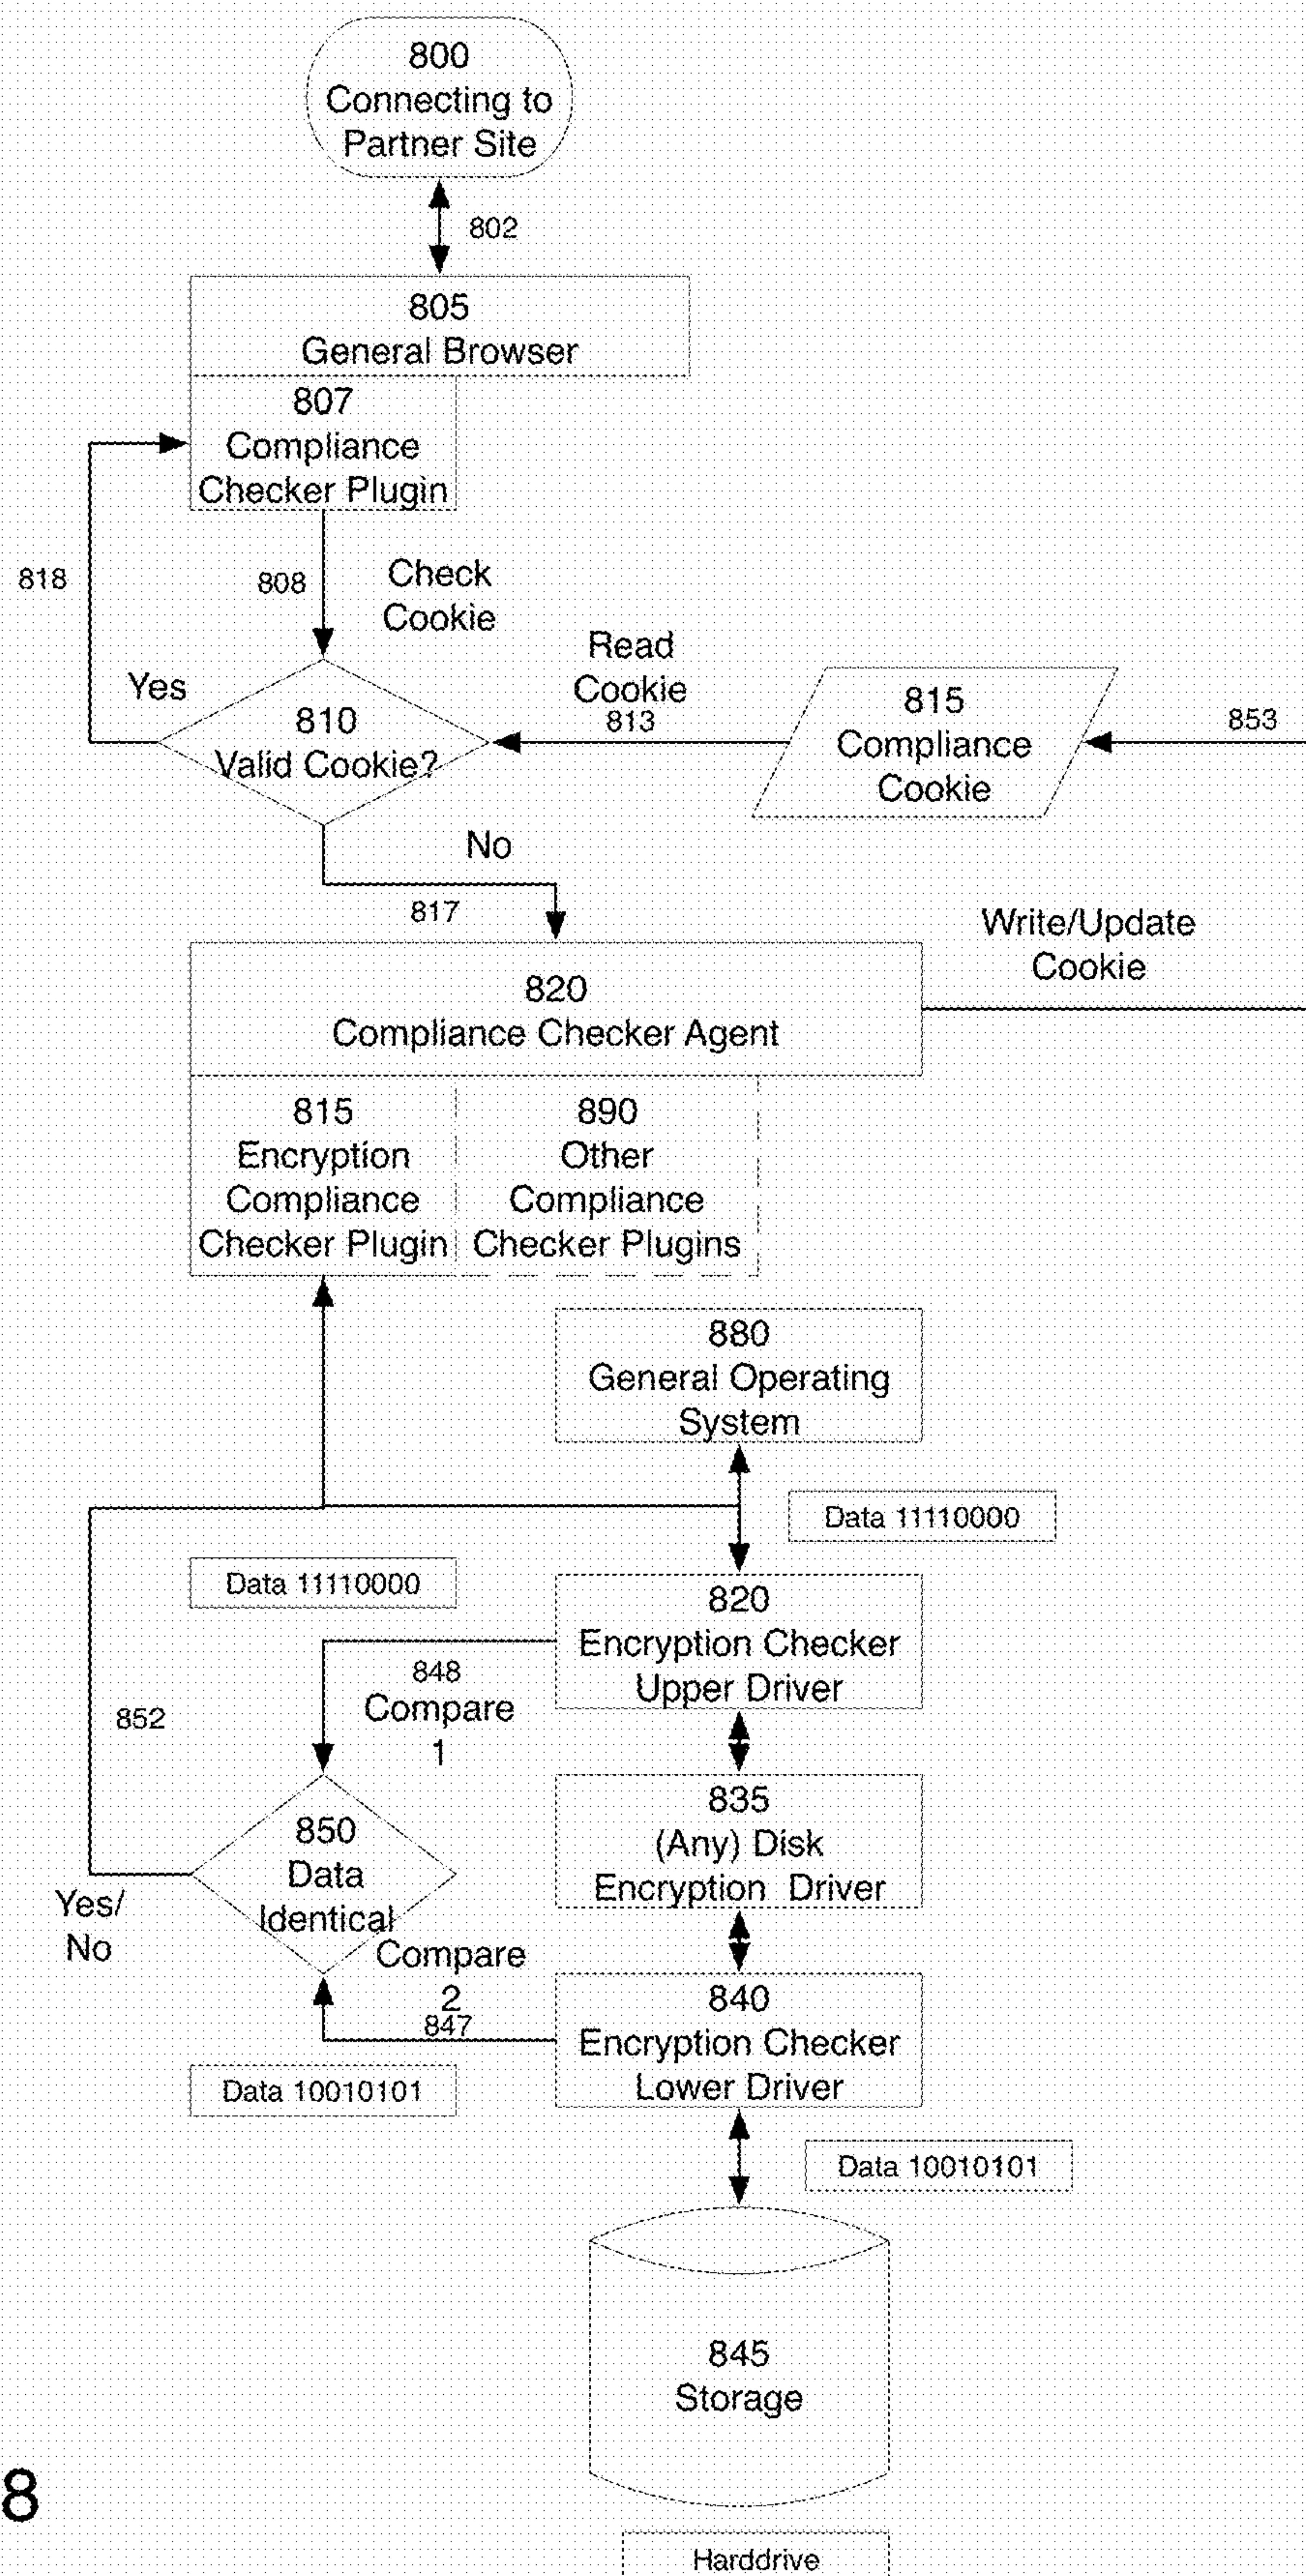 800
Connecting to
Partner Site
802
805
General Browser
807
Compliance
Checker Plugin
818
808
Check
Cookie
Read
Cookie
813
Yes
810
Valid Cookie?
815
Compliance
Cookie
853
No
817
Write/Update
Cookie
820
Compliance Checker Agent
815
Encryption
Compliance
Checker Plugin
890
Other
Compliance
Checker Plugins
880
General Operating
System
Data 11110000
Data 11110000
820
Encryption Checker
Upper Driver
848
Compare
1
852
835
(Any) Disk
Encryption Driver
850
Data
Identical
Yes/
No
Compare
2
847
840
Encryption Checker
Lower Driver
Data 10010101
Data 10010101
845
Storage
8
Harddrive